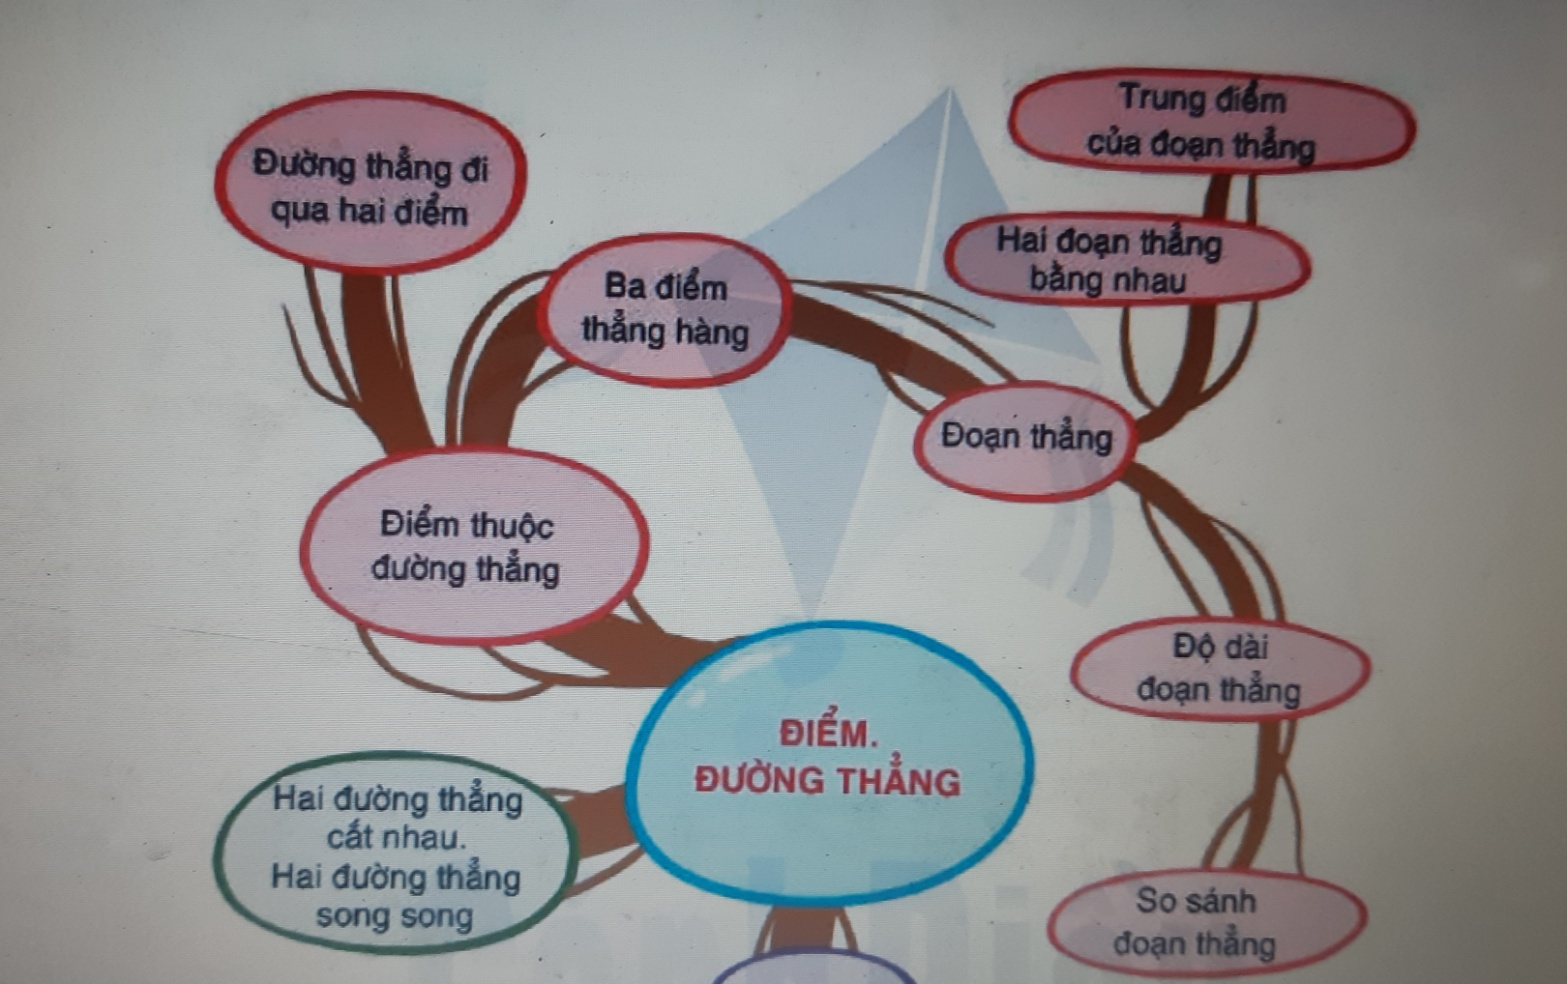 Trung điểm
của đoạn thẳng
Đường thẳng đi
qua hai điểm
Hai đoạn thẳng
bằng nhau
Ba điểm
thẳng hàng
Đoạn thẳng
Điểm thuộc
đường thẳng
Độ dài
đoạn thẳng
ĐIỂM.
ĐƯỜNG THẲNG
Hai đường thẳng
cắt nhau.
Hai đường thẳng
song song
So sánh
đoạn thẳng